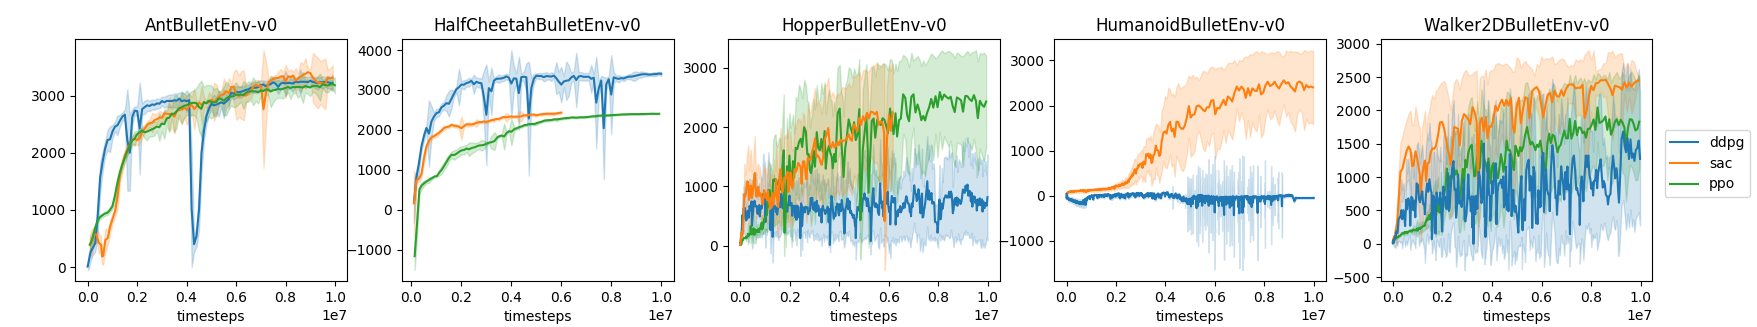 AntBulletEnv-v0
3000
2000
1000
0
0.0 0.2 0.4 0.6 0.8 1.0
1e7
timesteps
HalfCheetahBulletEnv-v0
4000
3000
2000
1000
0
−1000
0.0 0.2 0.4 0.6 0.8 1.0
1e7
timesteps
HopperBulletEnv-v0
3000
2000
1000
0
0.0 0.2 0.4 0.6 0.8 1.0
1e7
timesteps
HumanoidBulletEnv-v0
3000
2000
1000
0
−1000
0.0 0.2 0.4 0.6 0.8 1.0
1e7
timesteps
Walker2DBulletEnv-v0
3000
2500
2000
1500
1000
500
0
−500
0.0 0.2 0.4 0.6 0.8 1.0
1e7
timesteps
ddpg
sac
ppo